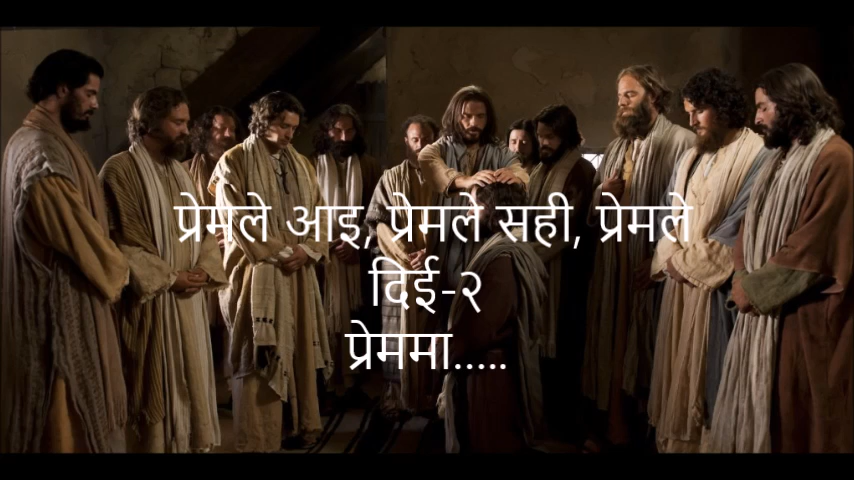 प्रेमले आइ, प्रेमले सही, प्रेमले
दिई-२
प्रेममा.....